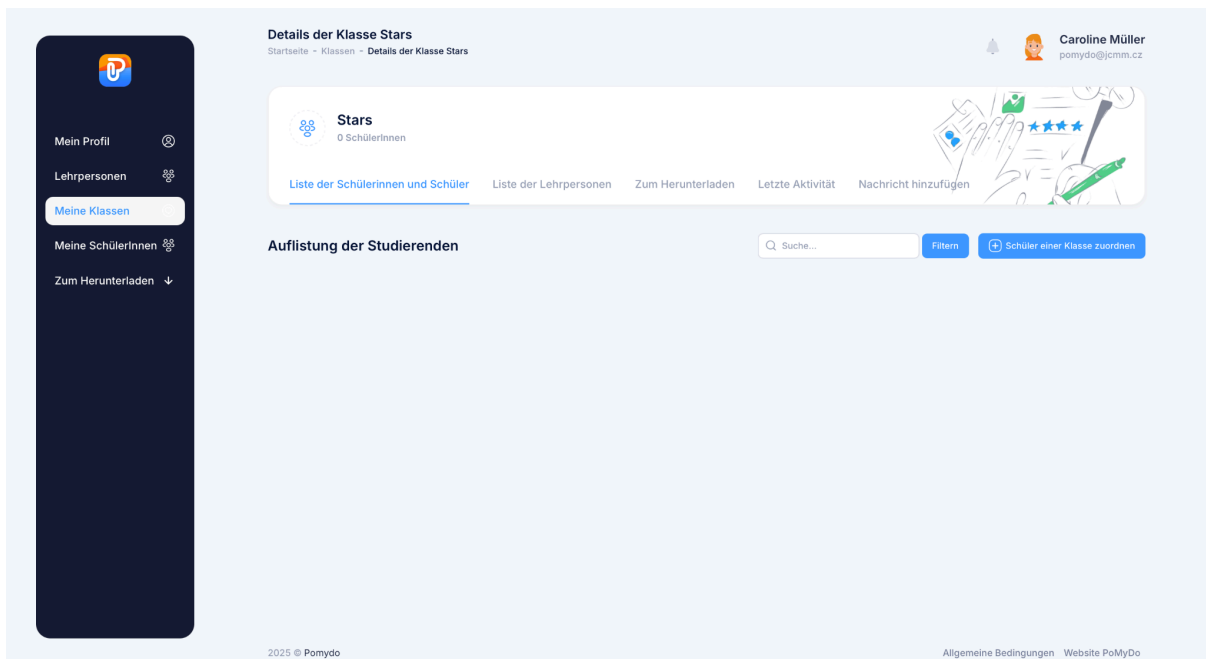 Details der Klasse Stars
Startseite - Klassen - Details der Klasse Stars
Caroline Müller
pomydo@jcmm.cz
Mein Profil
Lehrpersonen
Meine Klassen
Meine SchülerInnen
Zum Herunterladen
Stars
0 SchülerInnen
Liste der Schülerinnen und Schüler
Liste der Lehrpersonen
Zum Herunterladen
Letzte Aktivität
Nachricht hinzufügen
Auflistung der Studierenden
Suche...
Filtern
Schüler einer Klasse zuordnen
2025 © Pomydo
Allgemeine Bedingungen
Website PoMyDo